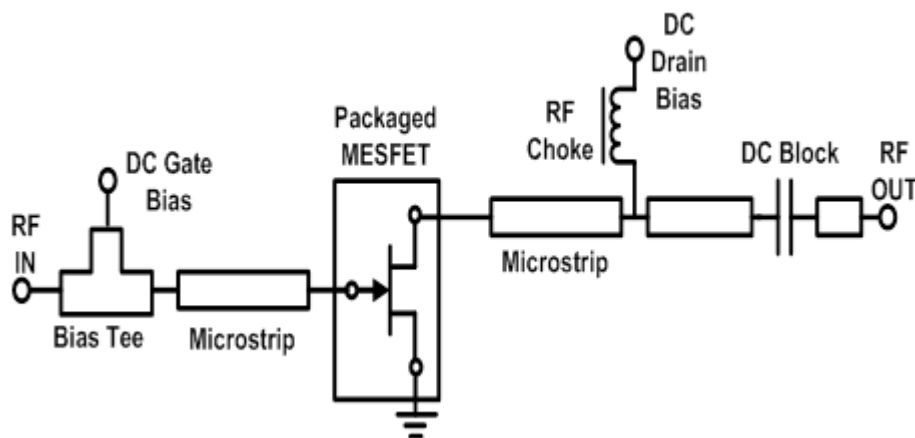 DC
Drain
Bias
RF
Choke
Packaged
MESFET
DC Block
RF
OUT
DC Gate
Bias
RF
IN
Microstrip
Bias Tee
Microstrip